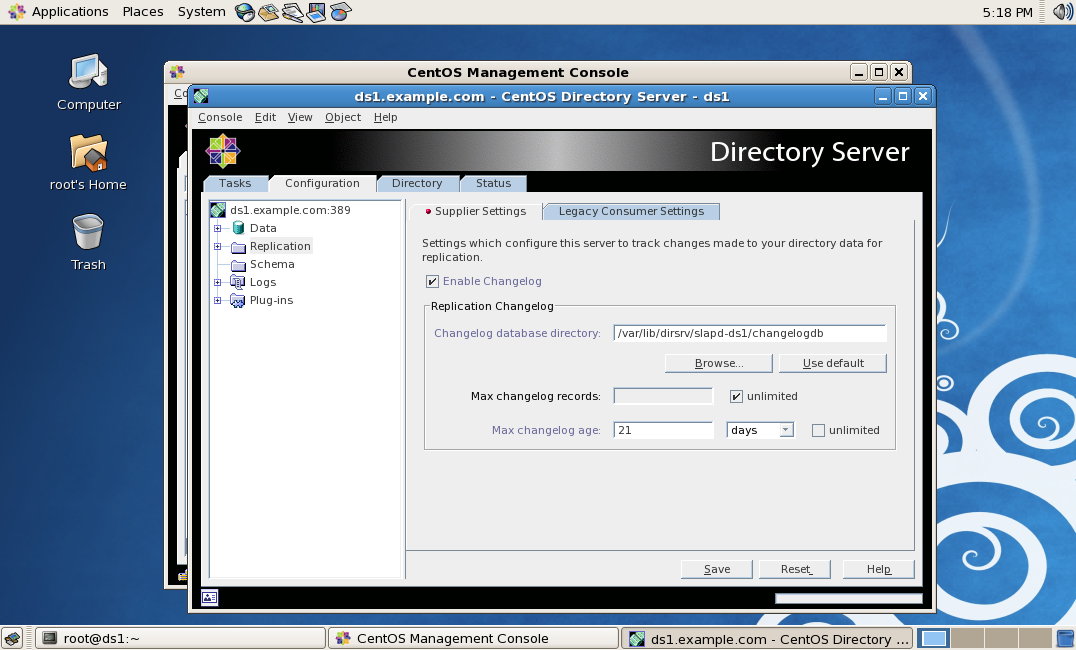 Applications Places System 5:18 PM
Computer
root's Home
Trash
CentOS Management Console
Co
ds1.example.com - CentOS Directory Server - ds1
Console Edit View Object Help
Directory Server
Tasks Configuration Directory Status
ds1.example.com:389
Data
Replication
Schema
Logs
Plug-ins
Supplier Settings Legacy Consumer Settings
Settings which configure this server to track changes made to your directory data for
replication.
Enable Changelog
Replication Changelog
Changelog database directory: /var/lib/dirsrv/slapd-ds1/changelogdb
Browse... Use default
Max changelog records: unlimited
Max changelog age: 21 days unlimited
Save Reset Help
root@ds1:~ CentOS Management Console ds1.example.com - CentOS Directory ...